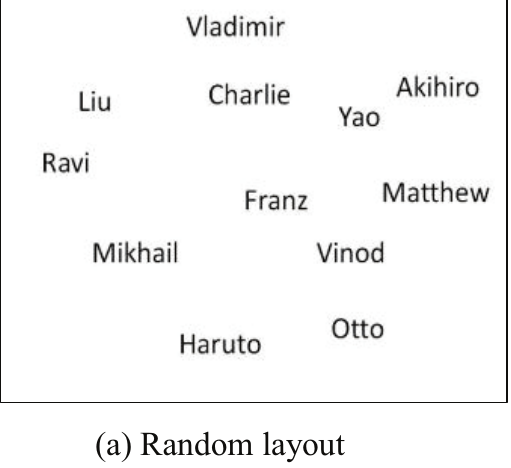 Vladimir
Liu Charlie Yao Akihiro
Ravi
Franz Matthew
Mikhail Vinod
Haruto Otto
(a) Random layout